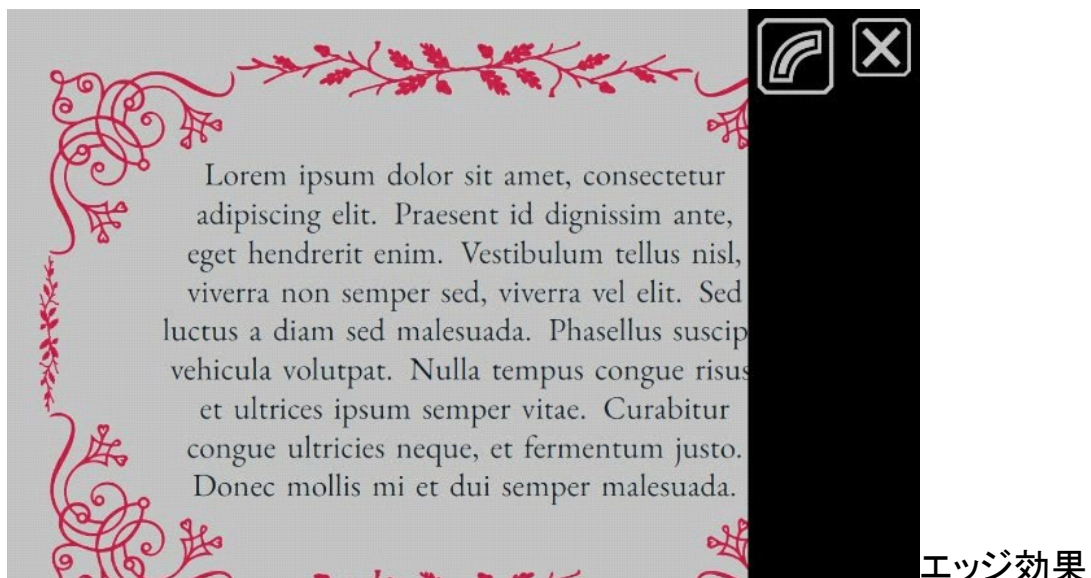 Lorem ipsum dolor sit amet, consectetur
adipiscing elit. Praesent id dignissim ante,
eget hendrerit enim. Vestibulum tellus nisl,
viverra non semper sed, viverra vel elit. Sed
luctus a diam sed malesuada. Phasellus suscip
vehicula volutpat. Nulla tempus congue risus
et ultrices ipsum semper vitae. Curabitur
congue ultricies neque, et fermentum justo.
Donec mollis mi et dui semper malesuada.
エッジ効果